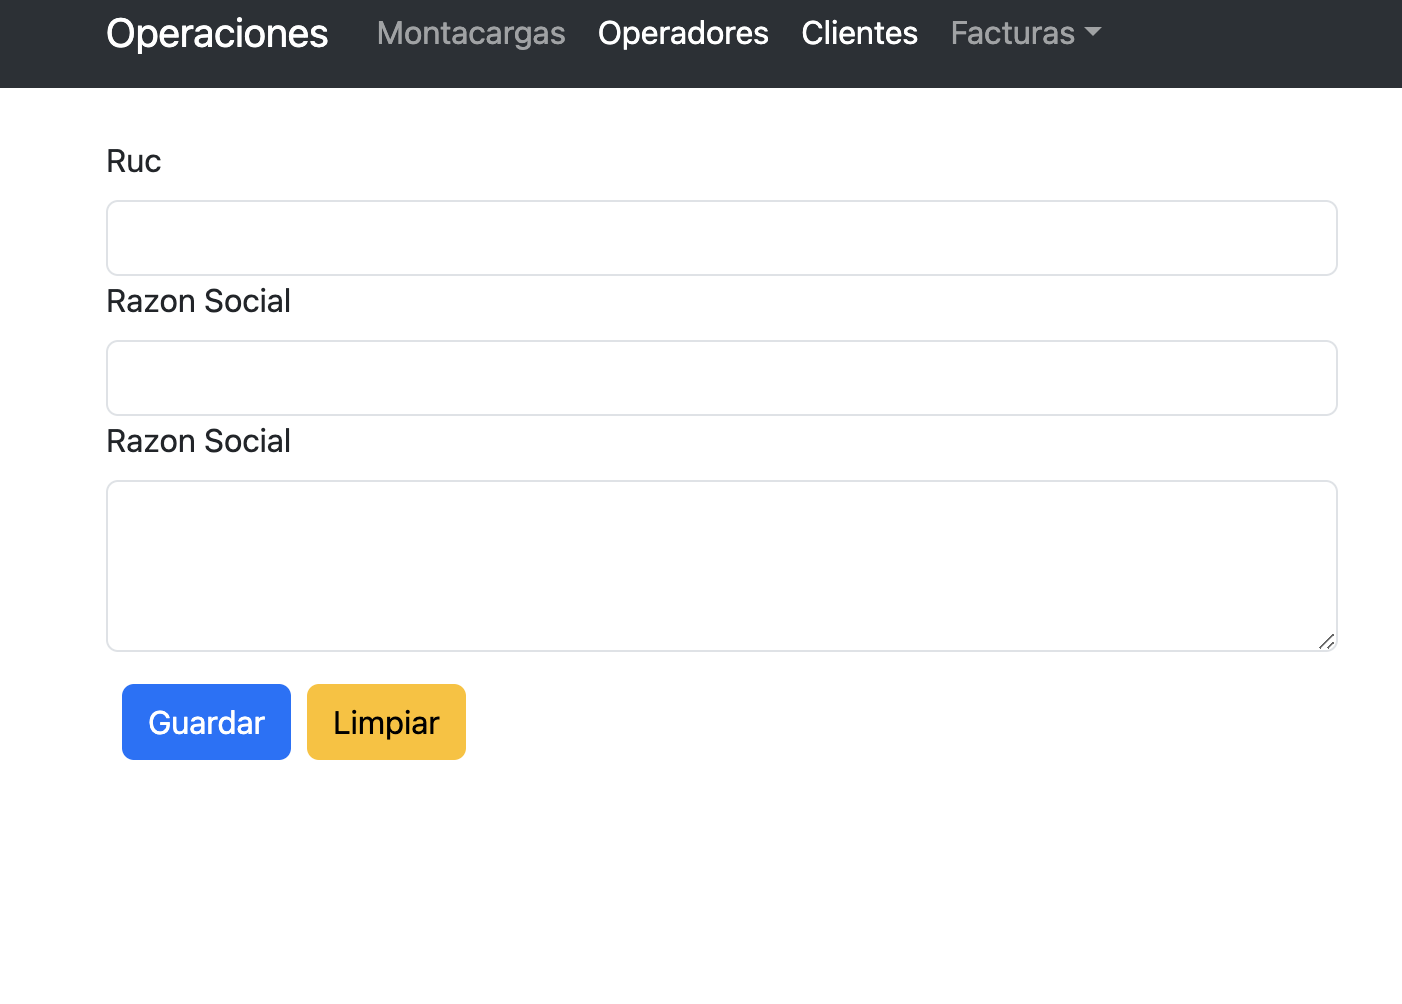 Operaciones Montacargas Operadores Clientes Facturas
Ruc
Razon Social
Razon Social
Guardar Limpiar